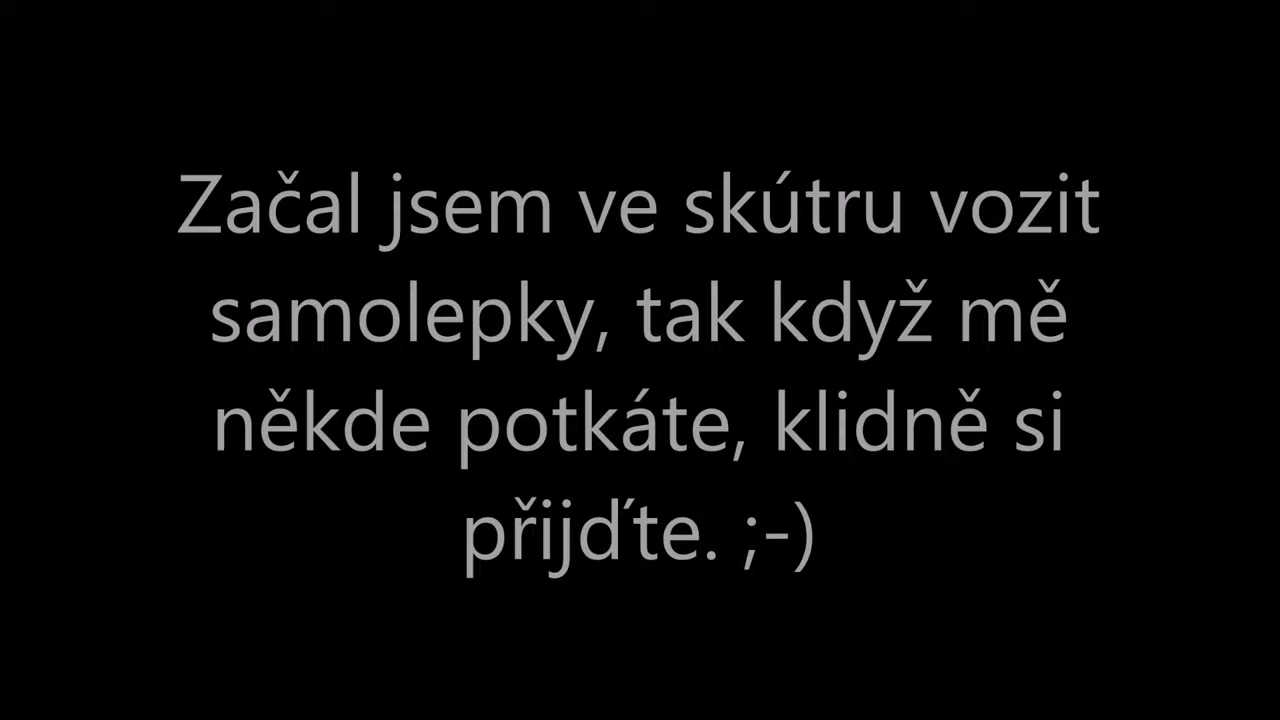 Začal jsem ve skútru vozit
samolepky, tak když mě
někde potkáte, klidně si
přijďte. ;-)